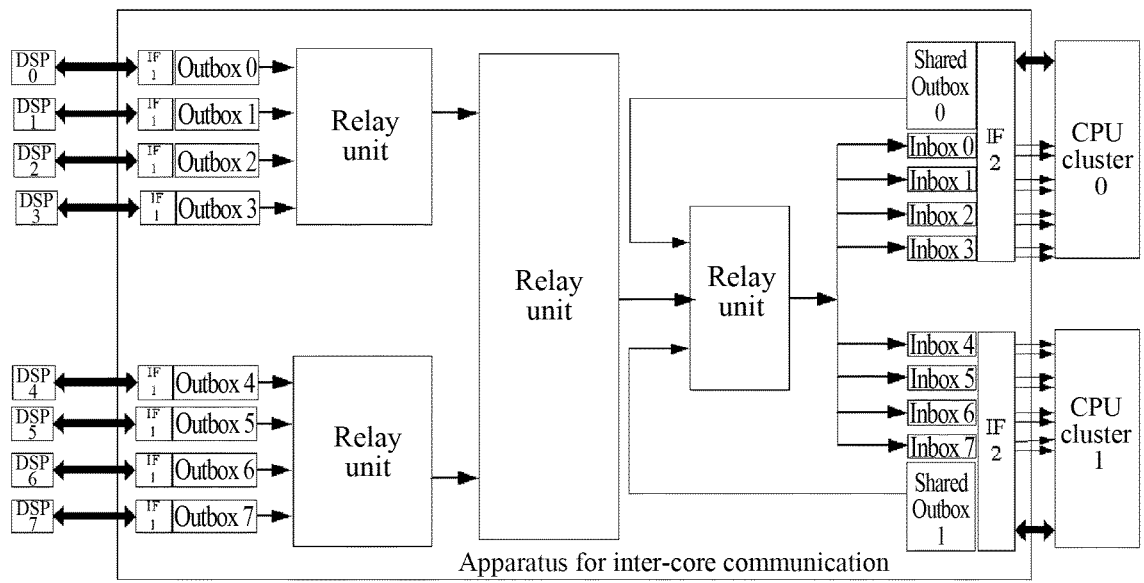 DSP
0
IF
1
Outbox 0
DSP
1
IF
1
Outbox 1
DSP
2
IF
1
Outbox 2
DSP
3
IF
1
Outbox 3
Relay
unit
DSP
4
IF
1
Outbox 4
DSP
5
IF
1
Outbox 5
DSP
6
IF
1
Outbox 6
DSP
7
IF
1
Outbox 7
Relay
unit
Relay
unit
Relay
unit
Shared
Outbox
0
Inbox 0
Inbox 1
Inbox 2
Inbox 3
IF
2
CPU
cluster
0
Inbox 4
Inbox 5
Inbox 6
Inbox 7
Shared
Outbox
1
IF
2
CPU
cluster
1
Apparatus for inter-core communication